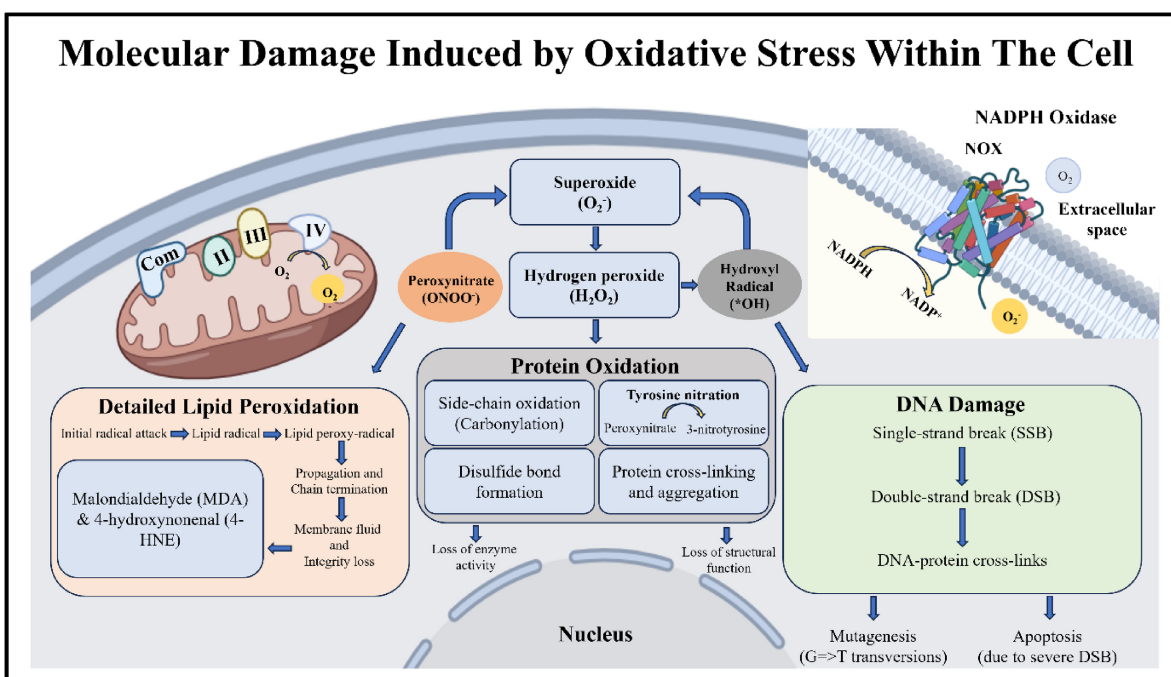 Molecular Damage Induced by Oxidative Stress Within The Cell
NADPH Oxidase
NOX
O₂
Extracellular
space
NADPH
NADP⁺
O₂⁻
Com
II
III
IV
O₂
O₂
Superoxide
(O₂⁻)
Peroxynitrate
(ONOO⁻)
Hydrogen peroxide
(H₂O₂)
Hydroxyl
Radical
(*OH)
Detailed Lipid Peroxidation
Initial radical attack
Lipid radical
Lipid peroxy-radical
Propagation and
Chain termination
Membrane fluid
and
Integrity loss
Malondialdehyde (MDA)
& 4-hydroxynonenal (4-
HNE)
Protein Oxidation
Side-chain oxidation
(Carbonylation)
Tyrosine nitration
Peroxynitrate
3-nitrotyrosine
Disulfide bond
formation
Protein cross-linking
and aggregation
Loss of enzyme
activity
Loss of structural
function
DNA Damage
Single-strand break (SSB)
Double-strand break (DSB)
DNA-protein cross-links
Mutagenesis
(G=>T transversions)
Apoptosis
(due to severe DSB)
Nucleus